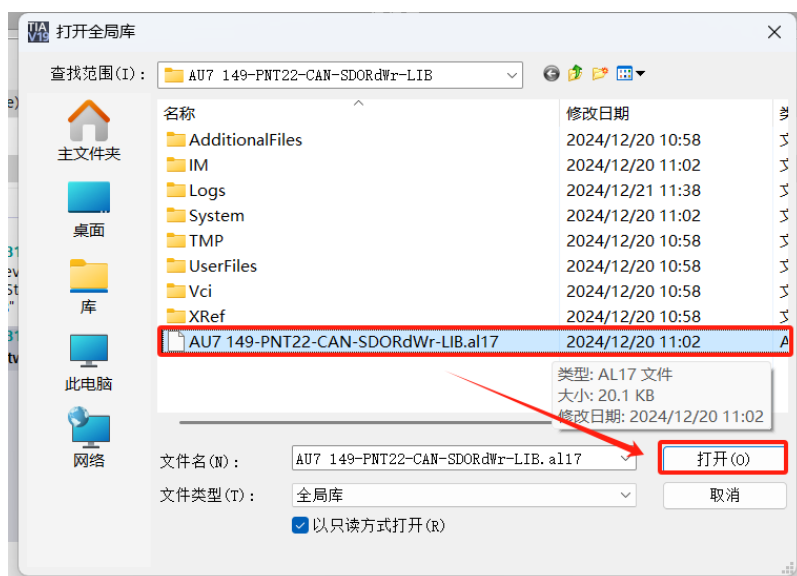 TIA V19 打开全局库
查找范围(I): AU7 149-PNT22-CAN-SDORdWr-LIB
名称 修改日期
AdditionalFiles 2024/12/20 10:58
IM 2024/12/20 11:02
Logs 2024/12/21 11:38
System 2024/12/20 11:02
TMP 2024/12/20 10:58
UserFiles 2024/12/20 10:58
Vci 2024/12/20 10:58
XRef 2024/12/20 10:58
AU7 149-PNT22-CAN-SDORdWr-LIB.al17 2024/12/20 11:02
主文件夹
桌面
库
此电脑
网络
类型: AL17 文件
大小: 20.1 KB
修改日期: 2024/12/20 11:02
文件名(N): AU7 149-PNT22-CAN-SDORdWr-LIB.al17 打开(O)
文件类型(T): 全局库 取消
以只读方式打开(R)